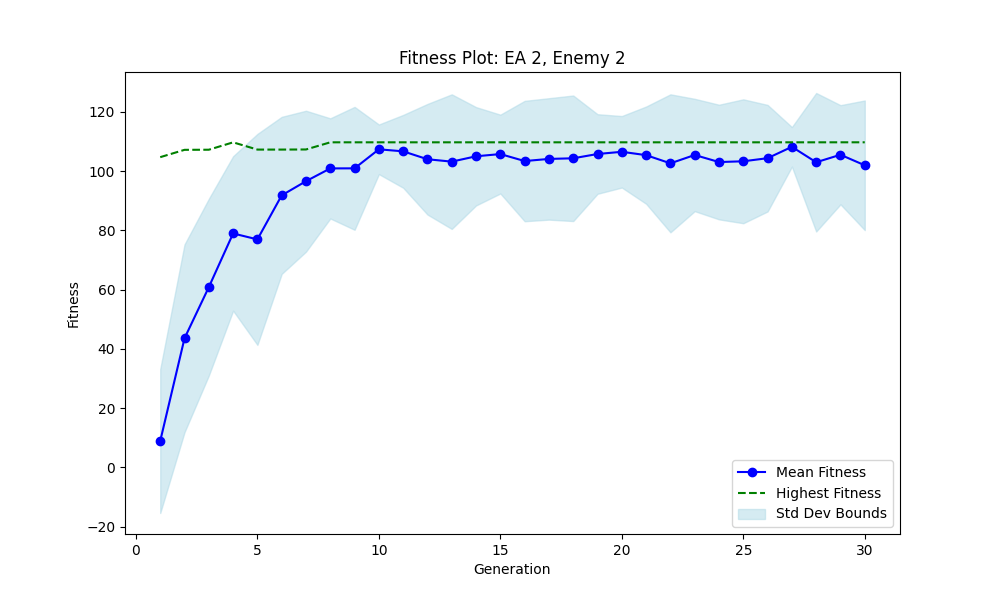 Fitness Plot: EA 2, Enemy 2
Fitness
120
100
80
60
40
20
0
−20
0 5 10 15 20 25 30
Generation
Mean Fitness
Highest Fitness
Std Dev Bounds